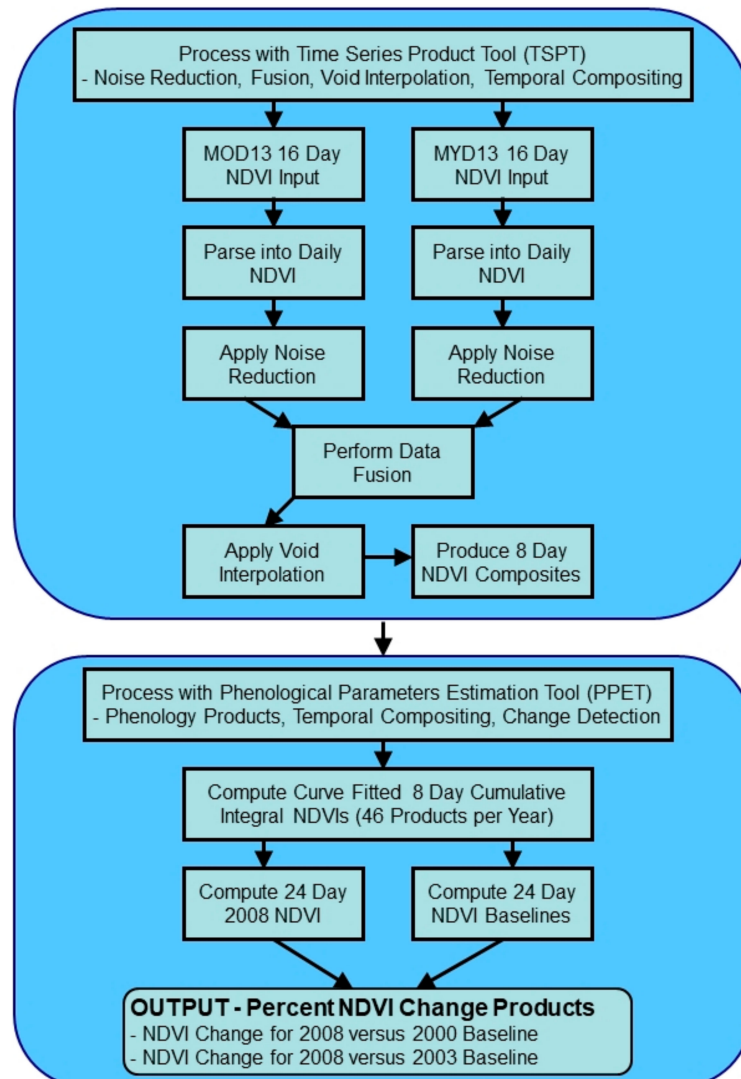 Process with Time Series Product Tool (TSPT)
- Noise Reduction, Fusion, Void Interpolation, Temporal Compositing
MOD13 16 Day
NDVI Input
MYD13 16 Day
NDVI Input
Parse into Daily
NDVI
Parse into Daily
NDVI
Apply Noise
Reduction
Apply Noise
Reduction
Perform Data
Fusion
Apply Void
Interpolation
Produce 8 Day
NDVI Composites
Process with Phenological Parameters Estimation Tool (PPET)
- Phenology Products, Temporal Compositing, Change Detection
Compute Curve Fitted 8 Day Cumulative
Integral NDVIs (46 Products per Year)
Compute 24 Day
2008 NDVI
Compute 24 Day
NDVI Baselines
OUTPUT - Percent NDVI Change Products
- NDVI Change for 2008 versus 2000 Baseline
- NDVI Change for 2008 versus 2003 Baseline